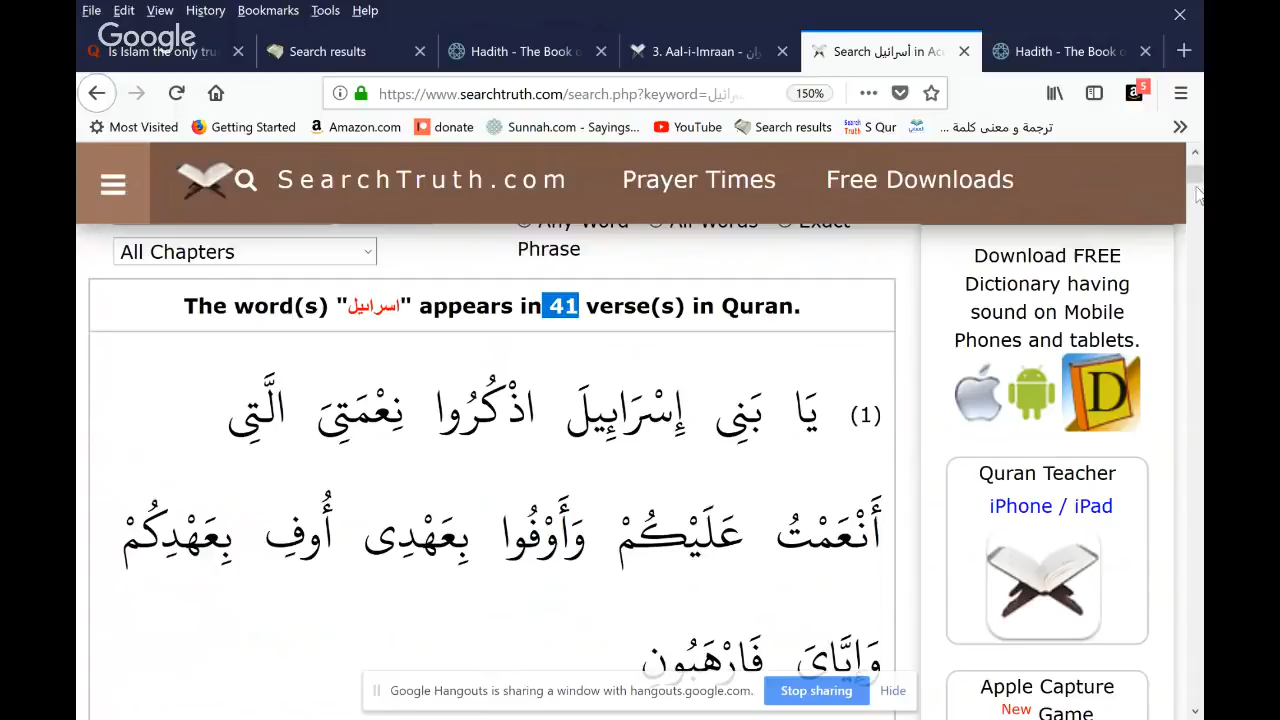 File Edit View History Bookmarks Tools Help
Google
Is Islam the only tru
Search results
Hadith - The Book o
3. Aal-i-Imraan - ران
Search أسرائيل in Ac
Hadith - The Book o
https://www.searchtruth.com/search.php?keyword=رائيل
150%
5
Most Visited Getting Started Amazon.com donate Sunnah.com - Sayings... YouTube Search results S Qur ترجمة و معنى كلمة ...
SearchTruth.com Prayer Times Free Downloads
Any Word All Words Exact
Phrase
All Chapters
The word(s) "اسرائيل" appears in 41 verse(s) in Quran.
(1) يَا بَنِى إِسْرَايِيلَ اذْكُرُوا نِعْمَتِىَ الَّتِى
أَنْعَمْتُ عَلَيْكُمْ وَأَوْفُوا بِعَهْدِى أُوفِ بِعَهْدِكُمْ
وَإِيَّاىَ فَارْهَبُونِ
Download FREE
Dictionary having
sound on Mobile
Phones and tablets.
D
Quran Teacher
iPhone / iPad
Apple Capture
New Game
Google Hangouts is sharing a window with hangouts.google.com. Stop sharing Hide